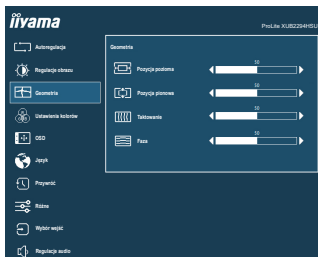 iiyama
ProLite XUB2294HSU
Autoregulacja
Regulacje obrazu
Geometria
Ustawienia kolorów
OSD
Język
Przywróć
Różne
Wybór wejść
Regulacje audio
Geometria
Pozycja pozioma
50
Pozycja pionowa
50
Taktowanie
50
Faza
50